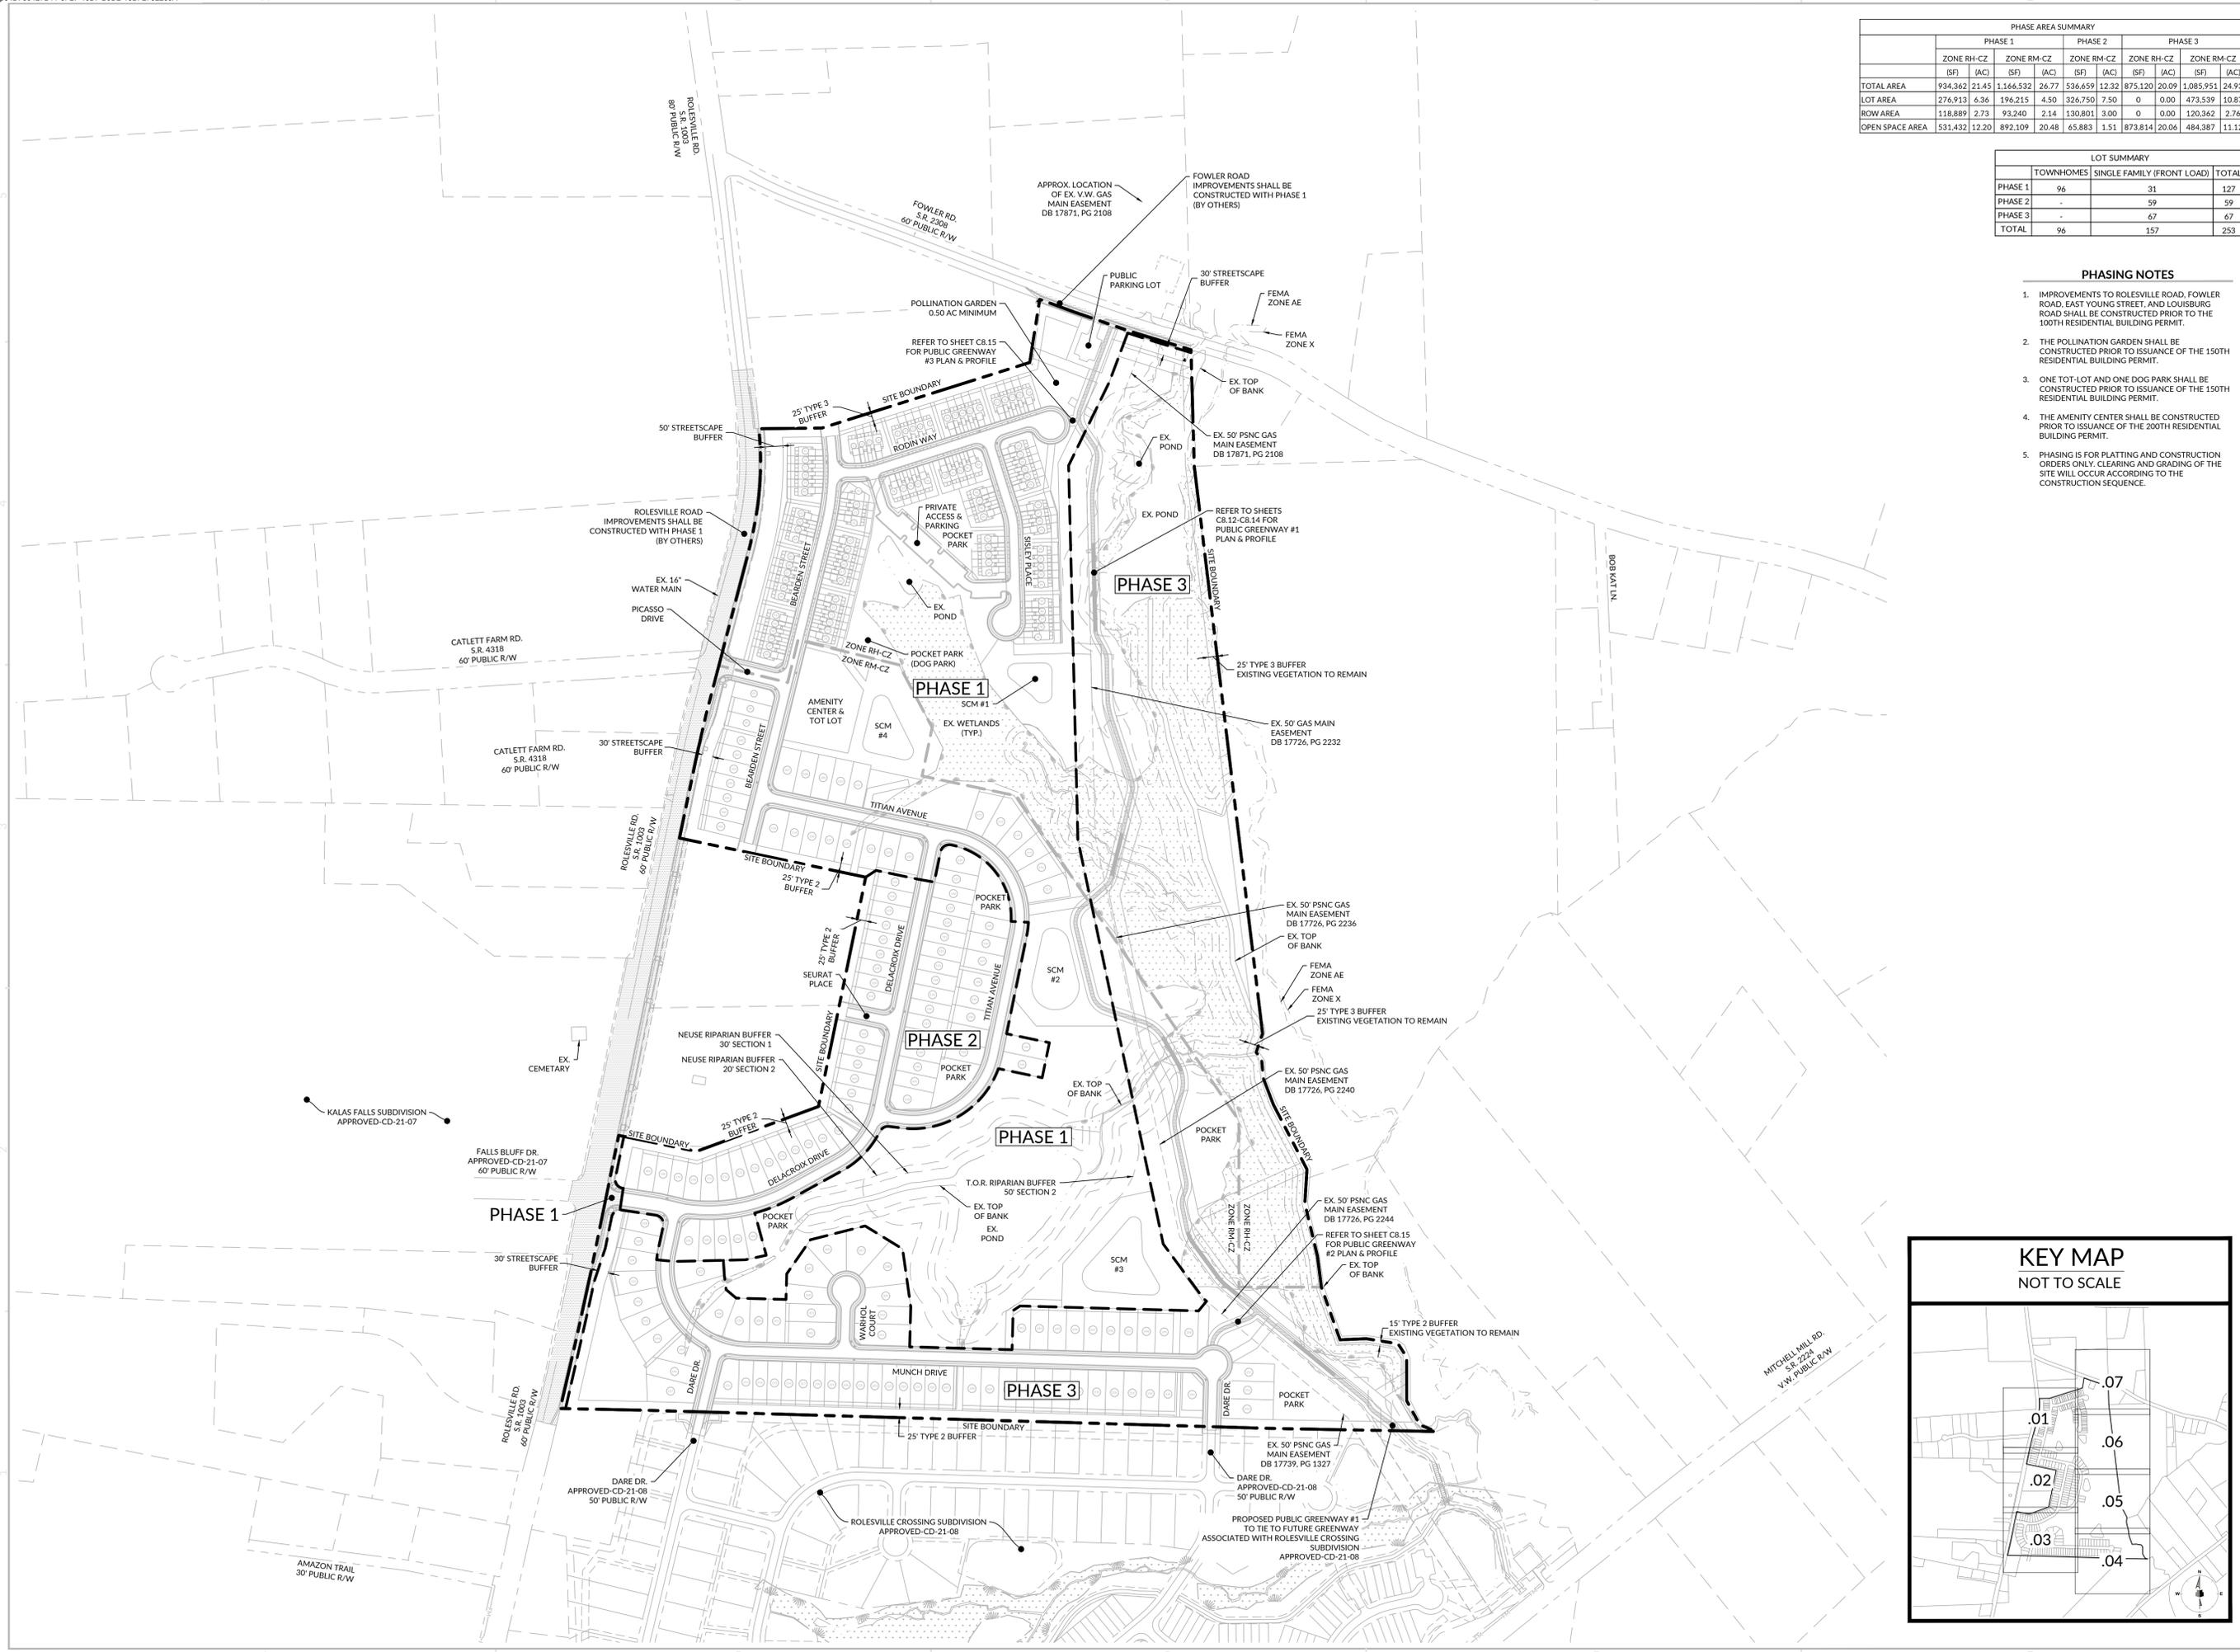 PHASE AREA SUMMARY
PHASE 1 PHASE 2 PHASE 3
ZONE RH-CZ ZONE RM-CZ ZONE RM-CZ ZONE RH-CZ ZONE RM-CZ
(SF) (AC) (SF) (AC) (SF) (AC) (SF) (AC) (SF) (AC)
TOTAL AREA 934,362 21.45 1,166,532 26.77 536,659 12.32 875,120 20.09 1,085,951
LOT AREA 276,913 6.36 196,215 4.50 326,750 7.50 0 0.00 473,539
ROW AREA 118,889 2.73 93,240 2.14 130,801 3.00 0 0.00 120,362 2.76
OPEN SPACE AREA 531,432 12.20 892,109 20.48 65,883 1.51 873,814 20.06 484,387
LOT SUMMARY
TOWNHOMES SINGLE FAMILY (FRONT LOAD) TOTAL
PHASE 1 96 31 127
PHASE 2 - 59 59
PHASE 3 - 67 67
TOTAL 96 157 253
PHASING NOTES
1. IMPROVEMENTS TO ROLESVILLE ROAD, FOWLER
ROAD, EAST YOUNG STREET, AND LOUISBURG
ROAD SHALL BE CONSTRUCTED PRIOR TO THE
100TH RESIDENTIAL BUILDING PERMIT.
2. THE POLLINATION GARDEN SHALL BE
CONSTRUCTED PRIOR TO ISSUANCE OF THE 150TH
RESIDENTIAL BUILDING PERMIT.
3. ONE TOT-LOT AND ONE DOG PARK SHALL BE
CONSTRUCTED PRIOR TO ISSUANCE OF THE 150TH
RESIDENTIAL BUILDING PERMIT.
4. THE AMENITY CENTER SHALL BE CONSTRUCTED
PRIOR TO ISSUANCE OF THE 200TH RESIDENTIAL
BUILDING PERMIT.
5. PHASING IS FOR PLATTING AND CONSTRUCTION
ORDERS ONLY. CLEARING AND GRADING OF THE
SITE WILL OCCUR ACCORDING TO THE
CONSTRUCTION SEQUENCE.
ROLESVILLE RD.
S.R. 1003
80' PUBLIC R/W
FOWLER RD.
S.R. 2308
60' PUBLIC R/W
APPROX. LOCATION
OF EX. V.W. GAS
MAIN EASEMENT
DB 17871, PG 2108
FOWLER ROAD
IMPROVEMENTS SHALL BE
CONSTRUCTED WITH PHASE 1
(BY OTHERS)
PUBLIC
PARKING LOT
30' STREETSCAPE
BUFFER
FEMA
ZONE AE
FEMA
ZONE X
POLLINATION GARDEN
0.50 AC MINIMUM
REFER TO SHEET C8.15
FOR PUBLIC GREENWAY
#3 PLAN & PROFILE
EX. TOP
OF BANK
SITE BOUNDARY
25' TYPE 3
BUFFER
50' STREETSCAPE
BUFFER
RODIN WAY
EX.
POND
EX. 50' PSNC GAS
MAIN EASEMENT
DB 17871, PG 2108
ROLESVILLE ROAD
IMPROVEMENTS SHALL BE
CONSTRUCTED WITH PHASE 1
(BY OTHERS)
PRIVATE
ACCESS &
PARKING
POCKET
PARK
EX. POND
REFER TO SHEETS
C8.12-C8.14 FOR
PUBLIC GREENWAY #1
PLAN & PROFILE
SISLEY PLACE
SITE BOUNDARY
BOB KAT LN.
EX. 16"
WATER MAIN
BEARDEN STREET
PHASE 3
PICASSO
DRIVE
EX.
POND
CATLETT FARM RD.
S.R. 4318
60' PUBLIC R/W
ZONE RH-CZ
ZONE RM-CZ
POCKET PARK
(DOG PARK)
25' TYPE 3 BUFFER
EXISTING VEGETATION TO REMAIN
PHASE 1
SCM #1
AMENITY
CENTER &
TOT LOT
SCM
#4
EX. WETLANDS
(TYP.)
EX. 50' GAS MAIN
EASEMENT
DB 17726, PG 2232
30' STREETSCAPE
BUFFER
CATLETT FARM RD.
S.R. 4318
60' PUBLIC R/W
BEARDEN STREET
TITIAN AVENUE
ROLESVILLE RD.
S.R. 1003
60' PUBLIC R/W
SITE BOUNDARY
25' TYPE 2
BUFFER
POCKET
PARK
EX. 50' PSNC GAS
MAIN EASEMENT
DB 17726, PG 2236
25' TYPE 2
BUFFER
DELACROIX DRIVE
EX. TOP
OF BANK
SEURAT
PLACE
TITIAN AVENUE
SCM
#2
FEMA
ZONE AE
FEMA
ZONE X
25' TYPE 3 BUFFER
EXISTING VEGETATION TO REMAIN
NEUSE RIPARIAN BUFFER
30' SECTION 1
NEUSE RIPARIAN BUFFER
20' SECTION 2
SITE BOUNDARY
PHASE 2
POCKET
PARK
EX.
CEMETARY
EX. TOP
OF BANK
EX. 50' PSNC GAS
MAIN EASEMENT
DB 17726, PG 2240
KALAS FALLS SUBDIVISION
APPROVED-CD-21-07
25' TYPE 2
BUFFER
SITE BOUNDARY
PHASE 1
POCKET
PARK
SITE BOUNDARY
FALLS BLUFF DR.
APPROVED-CD-21-07
60' PUBLIC R/W
DELACROIX DRIVE
T.O.R. RIPARIAN BUFFER
50' SECTION 2
PHASE 1
POCKET
PARK
EX. TOP
OF BANK
EX.
POND
ZONE RM-CZ
ZONE RH-CZ
EX. 50' PSNC GAS
MAIN EASEMENT
DB 17726, PG 2244
REFER TO SHEET C8.15
FOR PUBLIC GREENWAY
#2 PLAN & PROFILE
EX. TOP
OF BANK
30' STREETSCAPE
BUFFER
SCM
#3
WARHOL
COURT
15' TYPE 2 BUFFER
EXISTING VEGETATION TO REMAIN
MITCHELL MILL RD.
S.R. 2224
V.W. PUBLIC R/W
DARE DR.
MUNCH DRIVE
PHASE 3
DARE DR.
POCKET
PARK
ROLESVILLE RD.
S.R. 1003
60' PUBLIC R/W
SITE BOUNDARY
25' TYPE 2 BUFFER
EX. 50' PSNC GAS
MAIN EASEMENT
DB 17739, PG 1327
DARE DR.
APPROVED-CD-21-08
50' PUBLIC R/W
DARE DR.
APPROVED-CD-21-08
50' PUBLIC R/W
ROLESVILLE CROSSING SUBDIVISION
APPROVED-CD-21-08
PROPOSED PUBLIC GREENWAY #1
TO TIE TO FUTURE GREENWAY
ASSOCIATED WITH ROLESVILLE CROSSING
SUBDIVISION
APPROVED-CD-21-08
AMAZON TRAIL
30' PUBLIC R/W
KEY MAP
NOT TO SCALE
.07
.01
.06
.02
.05
.03
.04
N
W E
S